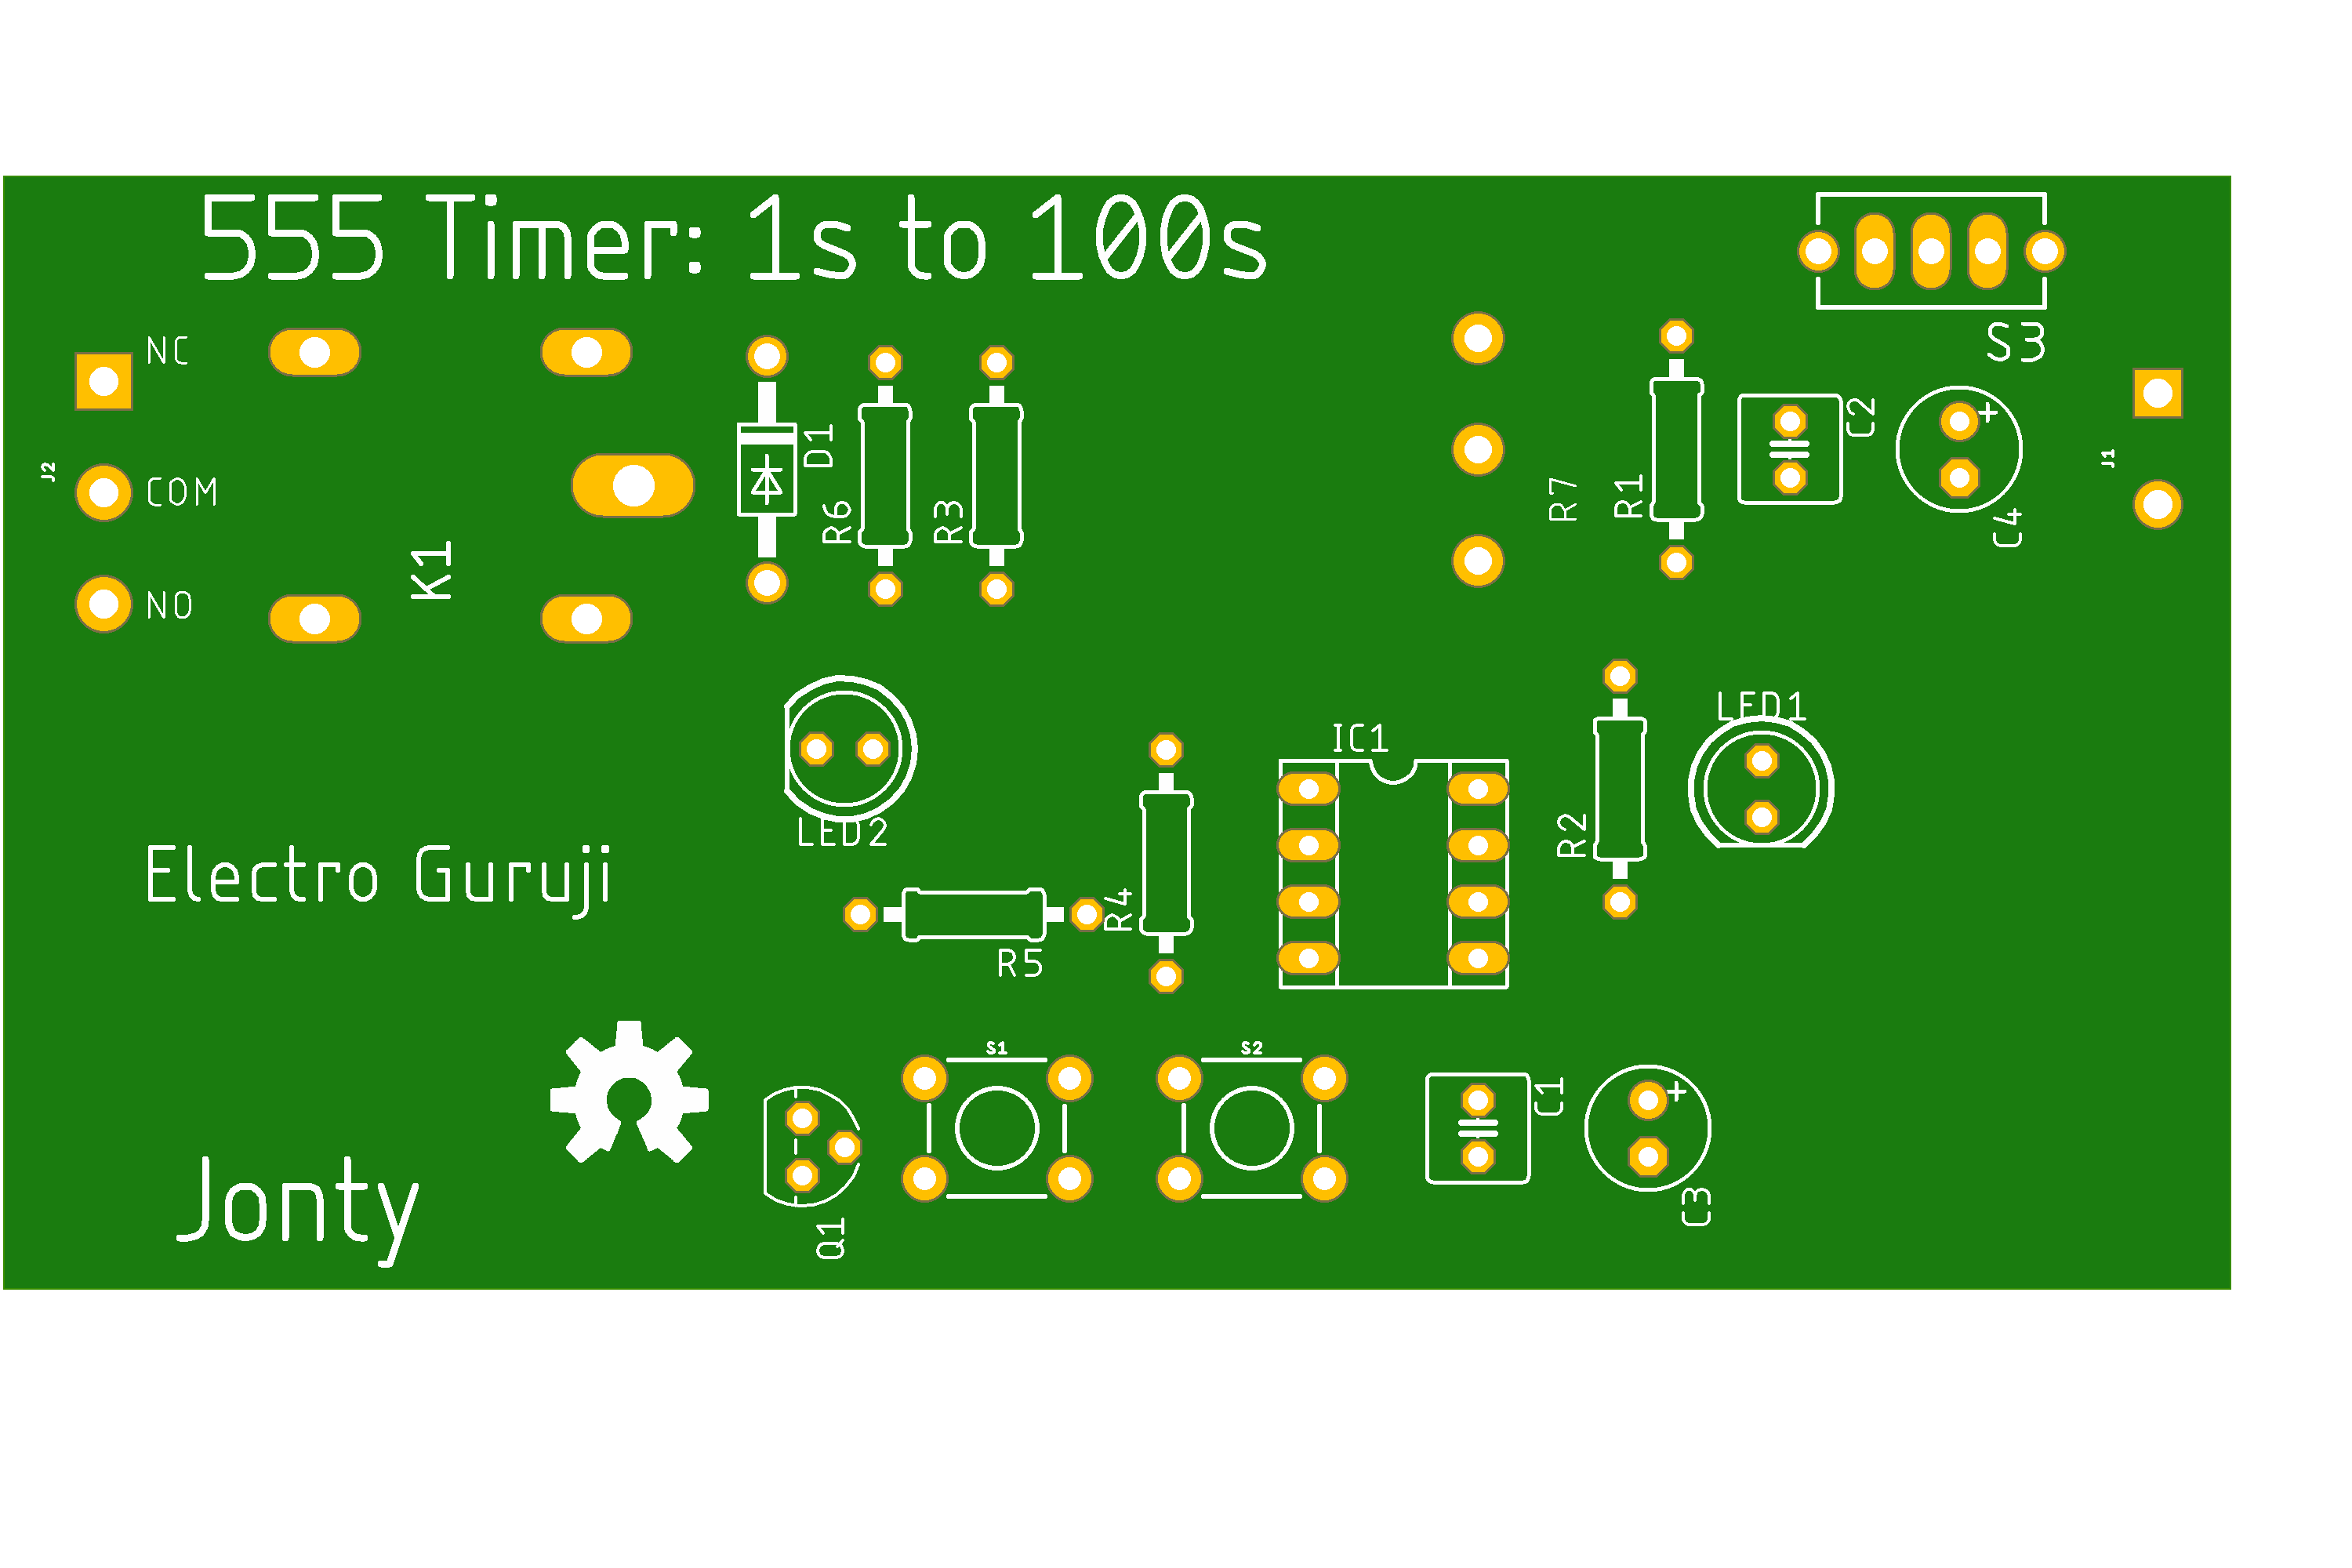 555 Timer: 1s to 100s
S3
NC
J2
COM
NO
K1
D1
R6
R3
R7
R1
C2
C4
J1
LED2
IC1
LED1
R2
Electro Guruji
R4
R5
S1
S2
C1
C3
Q1
Jonty
+
+